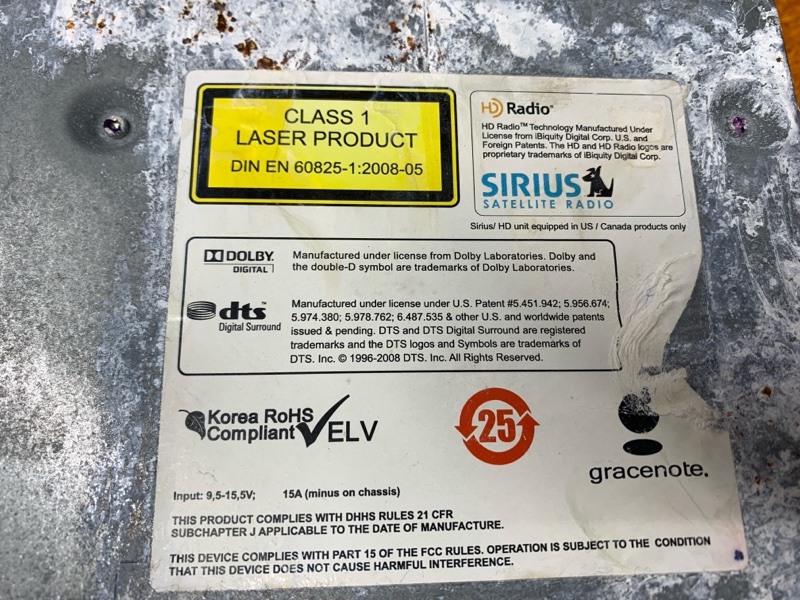 CLASS 1
LASER PRODUCT
DIN EN 60825-1:2008-05
HD Radio™
HD Radio™ Technology Manufactured Under
License from iBiquity Digital Corp. U.S. and
Foreign Patents. The HD and HD Radio logos are
proprietary trademarks of iBiquity Digital Corp.
SIRIUS
SATELLITE RADIO
Sirius/ HD unit equipped in US / Canada products only
DOLBY
DIGITAL
Manufactured under license from Dolby Laboratories. Dolby and
the double-D symbol are trademarks of Dolby Laboratories.
dts™
Digital Surround
Manufactured under license under U.S. Patent #5.451.942; 5.956.674;
5.974.380; 5.978.762; 6.487.535 & other U.S. and worldwide patents
issued & pending. DTS and DTS Digital Surround are registered
trademarks and the DTS logos and Symbols are trademarks of
DTS. Inc. © 1996-2008 DTS. Inc. All Rights Reserved.
Korea RoHS
Compliant
ELV
25
gracenote.
Input: 9,5-15,5V; 15A (minus on chassis)
THIS PRODUCT COMPLIES WITH DHHS RULES 21 CFR
SUBCHAPTER J APPLICABLE TO THE DATE OF MANUFACTURE.
THIS DEVICE COMPLIES WITH PART 15 OF THE FCC RULES. OPERATION IS SUBJECT TO THE CONDITION
THAT THIS DEVICE DOES NOT CAUSE HARMFUL INTERFERENCE.